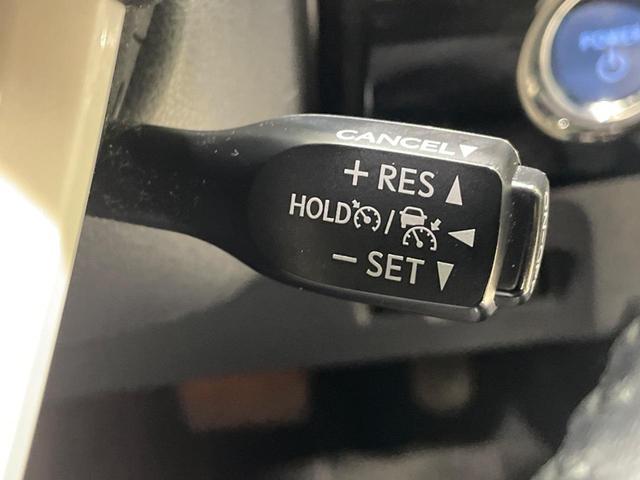 CANCEL▼
+ RES ▲
HOLD / ◀
− SET ▼
POWER